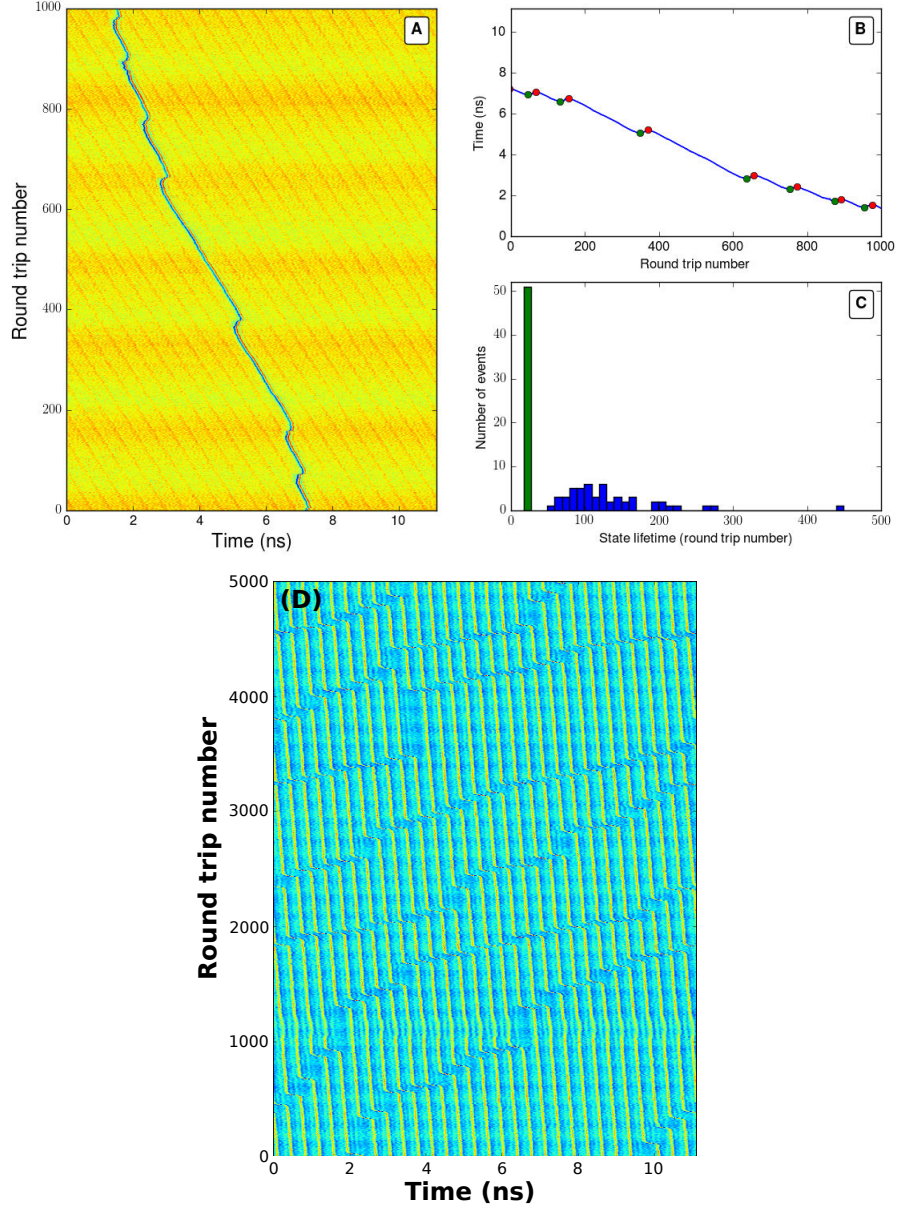 A
1000
800
600
400
200
0
Round trip number
0 2 4 6 8 10
Time (ns)
B
10
8
6
4
2
0
Time (ns)
0 200 400 600 800 1000
Round trip number
C
50
40
30
20
10
0
Number of events
0 100 200 300 400 500
State lifetime (round trip number)
(D)
5000
4000
3000
2000
1000
0
Round trip number
0 2 4 6 8 10
Time (ns)